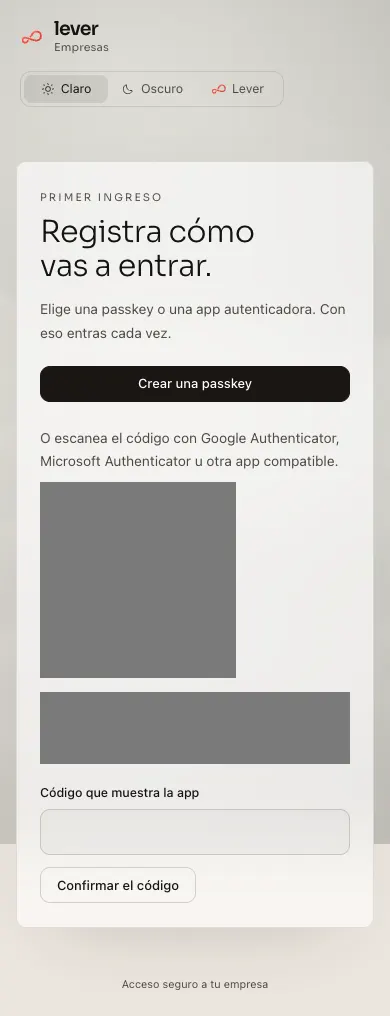 lever
Empresas
Claro Oscuro Lever
PRIMER INGRESO
Registra cómo
vas a entrar.
Elige una passkey o una app autenticadora. Con
eso entras cada vez.
Crear una passkey
O escanea el código con Google Authenticator,
Microsoft Authenticator u otra app compatible.
Código que muestra la app
Confirmar el código
Acceso seguro a tu empresa